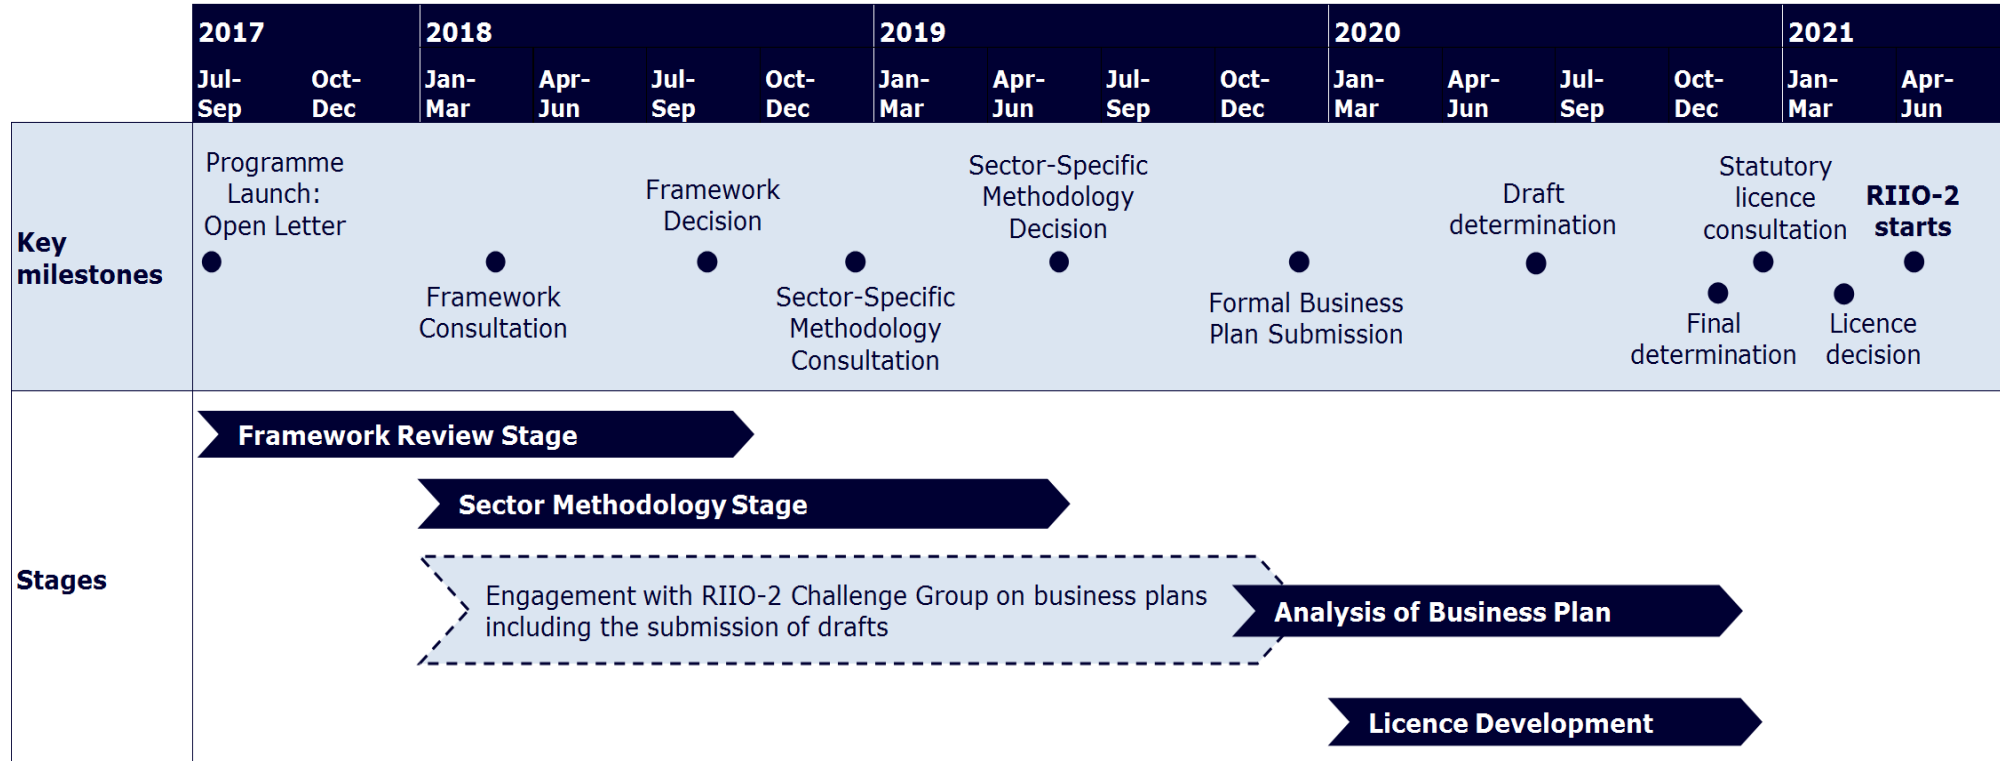 2017
2018
2019
2020
2021
Jul-
Sep
Oct-
Dec
Jan-
Mar
Apr-
Jun
Jul-
Sep
Oct-
Dec
Jan-
Mar
Apr-
Jun
Jul-
Sep
Oct-
Dec
Jan-
Mar
Apr-
Jun
Jul-
Sep
Oct-
Dec
Jan-
Mar
Apr-
Jun
Key
milestones
Programme
Launch:
Open Letter
Framework
Consultation
Framework
Decision
Sector-Specific
Methodology
Consultation
Sector-Specific
Methodology
Decision
Formal Business
Plan Submission
Draft
determination
Final
determination
Statutory
licence
consultation
Licence
decision
RIIO-2
starts
Stages
Framework Review Stage
Sector Methodology Stage
Engagement with RIIO-2 Challenge Group on business plans
including the submission of drafts
Analysis of Business Plan
Licence Development